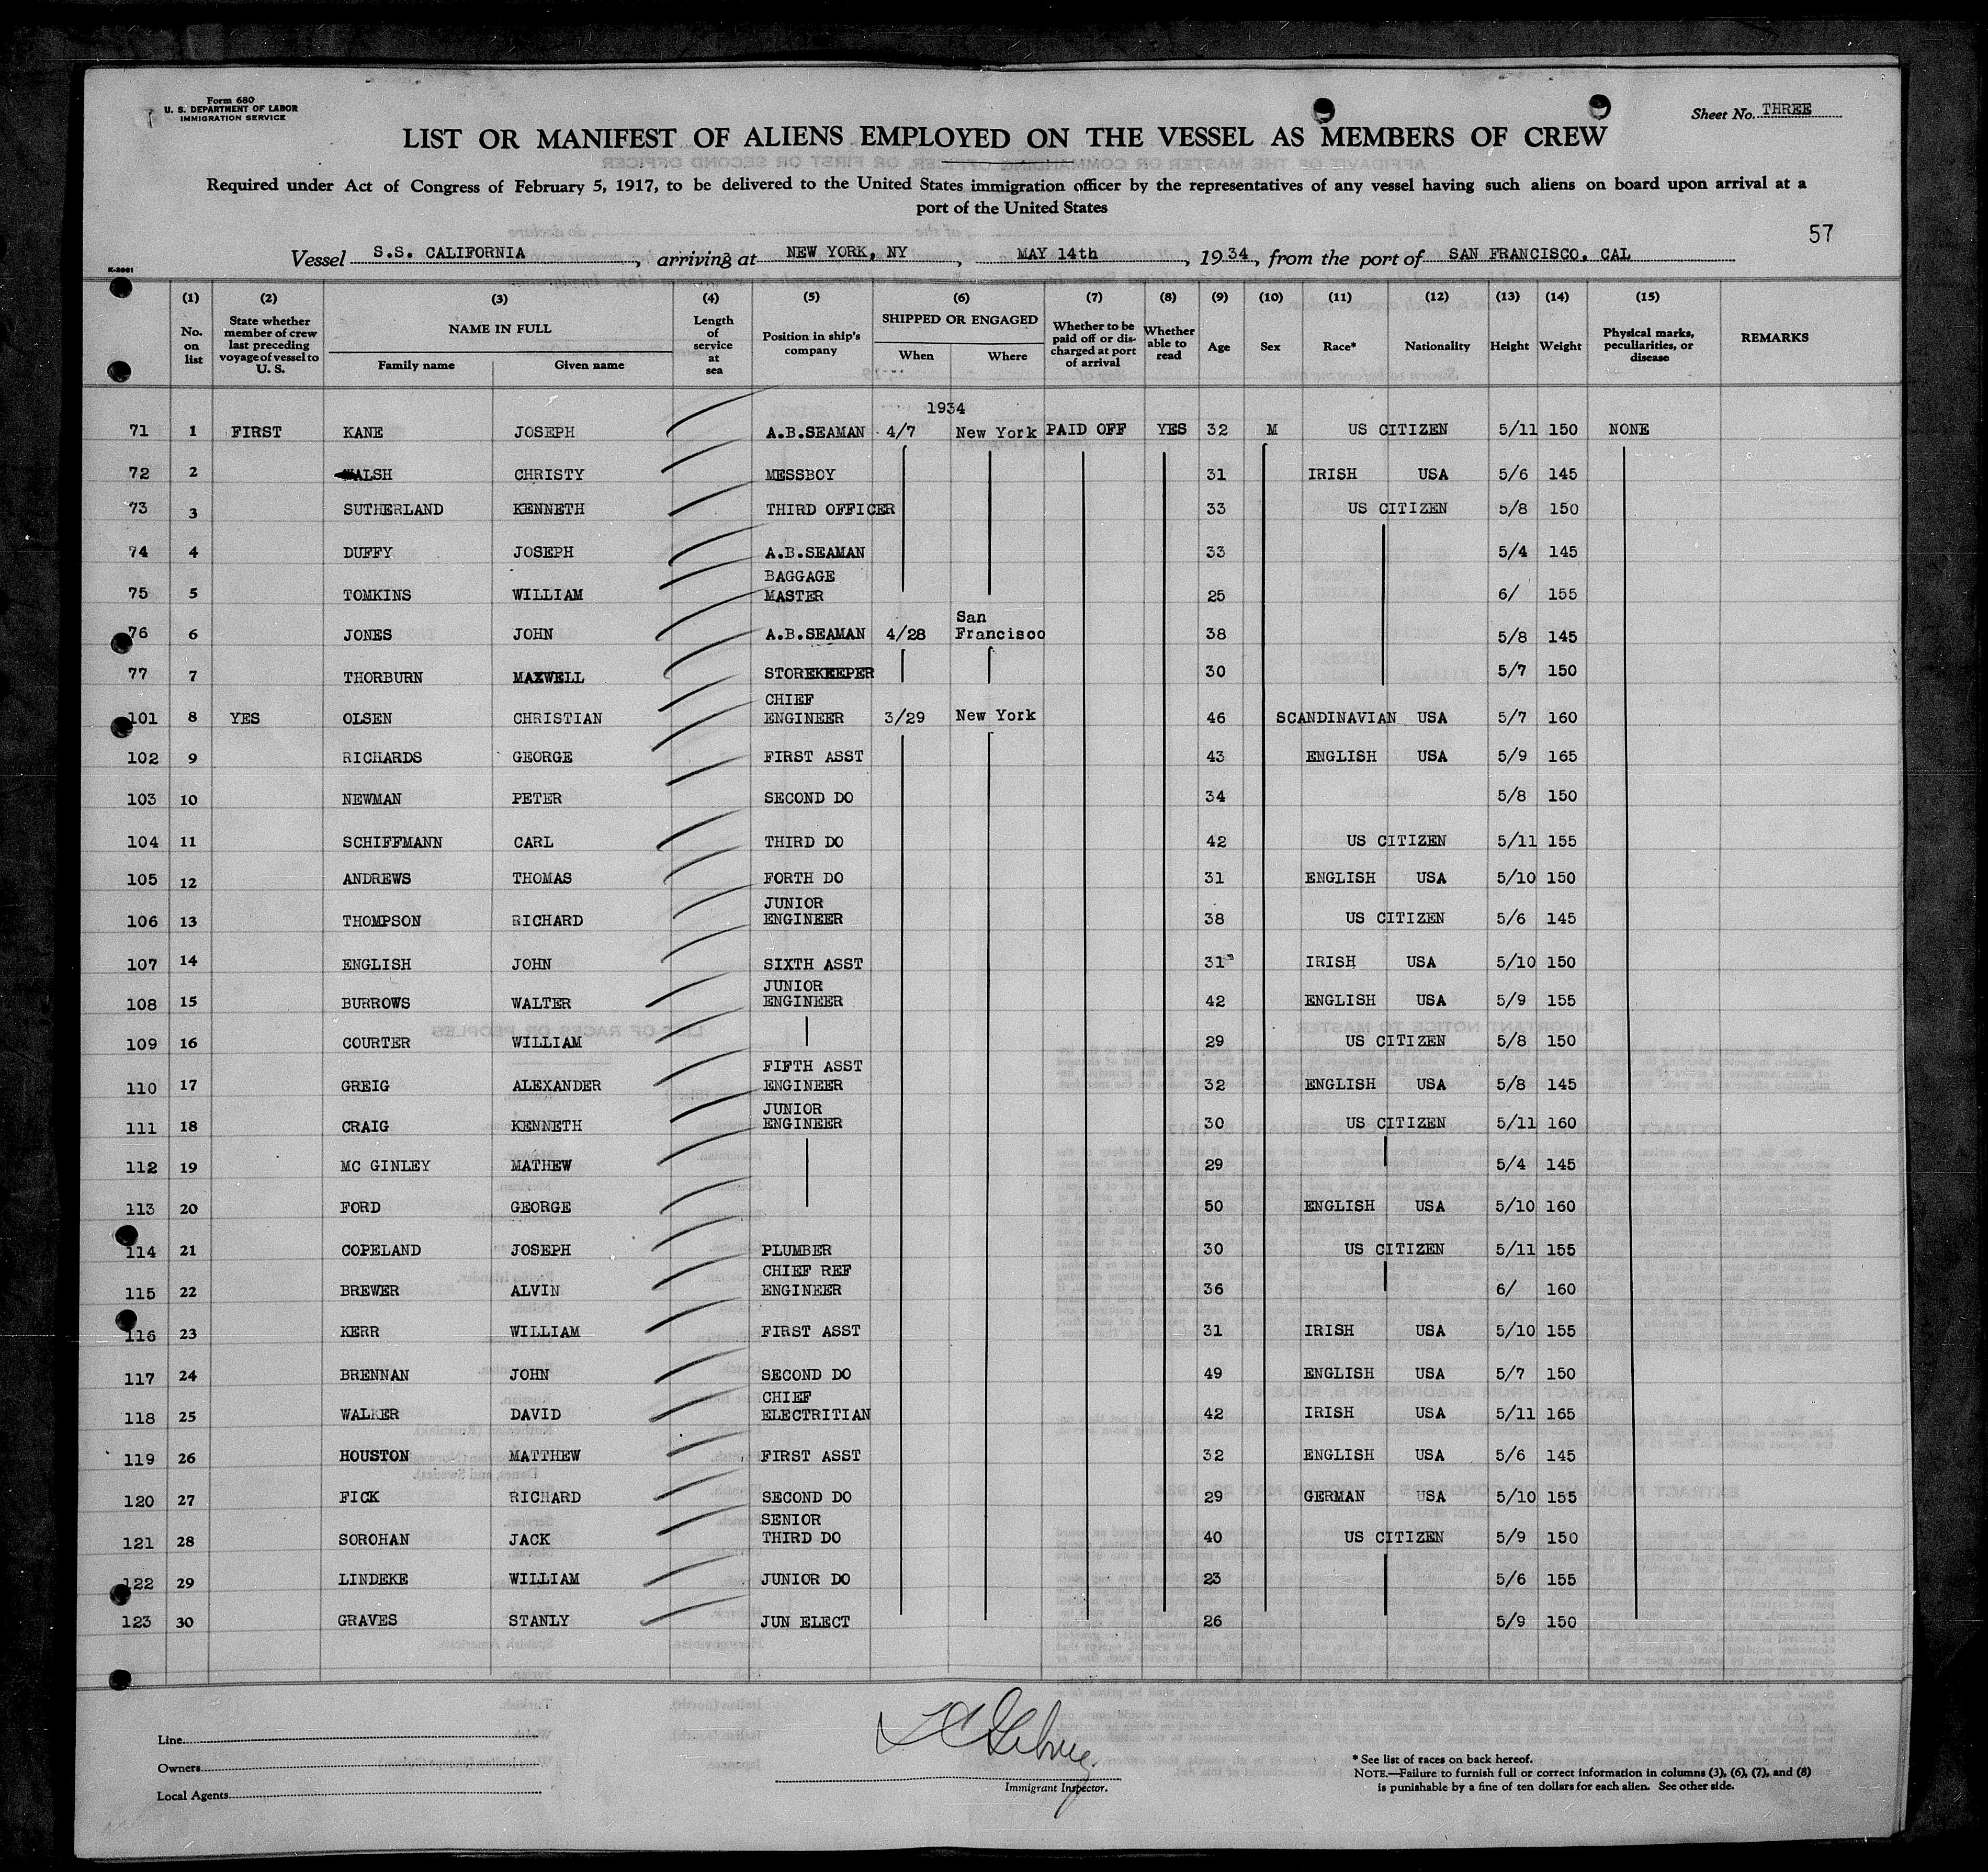 Form 680
U. S. DEPARTMENT OF LABOR
IMMIGRATION SERVICE
Sheet No. THREE
LIST OR MANIFEST OF ALIENS EMPLOYED ON THE VESSEL AS MEMBERS OF CREW
Required under Act of Congress of February 5, 1917, to be delivered to the United States immigration officer by the representatives of any vessel having such aliens on board upon arrival at a
port of the United States
57
Vessel S.S. CALIFORNIA, arriving at NEW YORK, NY, MAY 14th, 1934, from the port of SAN FRANCISCO, CAL
(1) (2) (3) (4) (5) (6) (7) (8) (9) (10) (11) (12) (13) (14) (15)
No. on list State whether member of crew last preceding voyage of vessel to U. S. NAME IN FULL Family name Given name Length of service at sea Position in ship's company SHIPPED OR ENGAGED When Where Whether to be paid off or discharged at port of arrival Whether able to read Age Sex Race* Nationality Height Weight Physical marks, peculiarities, or disease REMARKS
1934
71 1 FIRST KANE JOSEPH A.B.SEAMAN 4/7 New York PAID OFF YES 32 M US CITIZEN 5/11 150 NONE
72 2 WALSH CHRISTY MESSBOY 31 IRISH USA 5/6 145
73 3 SUTHERLAND KENNETH THIRD OFFICER 33 US CITIZEN 5/8 150
74 4 DUFFY JOSEPH A.B.SEAMAN 33 5/4 145
75 5 TOMKINS WILLIAM BAGGAGE MASTER 25 6/ 155
76 6 JONES JOHN A.B.SEAMAN 4/28 San Francisco 38 5/8 145
77 7 THORBURN MAXWELL STOREKEEPER 30 5/7 150
101 8 YES OLSEN CHRISTIAN CHIEF ENGINEER 3/29 New York 46 SCANDINAVIAN USA 5/7 160
102 9 RICHARDS GEORGE FIRST ASST 43 ENGLISH USA 5/9 165
103 10 NEWMAN PETER SECOND DO 34 5/8 150
104 11 SCHIFFMANN CARL THIRD DO 42 US CITIZEN 5/11 155
105 12 ANDREWS THOMAS FORTH DO 31 ENGLISH USA 5/10 150
106 13 THOMPSON RICHARD JUNIOR ENGINEER 38 US CITIZEN 5/6 145
107 14 ENGLISH JOHN SIXTH ASST 31 IRISH USA 5/10 150
108 15 BURROWS WALTER JUNIOR ENGINEER 42 ENGLISH USA 5/9 155
109 16 COURTER WILLIAM 29 US CITIZEN 5/8 150
110 17 GREIG ALEXANDER FIFTH ASST ENGINEER 32 ENGLISH USA 5/8 145
111 18 CRAIG KENNETH JUNIOR ENGINEER 30 US CITIZEN 5/11 160
112 19 MC GINLEY MATHEW 29 5/4 145
113 20 FORD GEORGE 50 ENGLISH USA 5/10 160
114 21 COPELAND JOSEPH PLUMBER 30 US CITIZEN 5/11 155
115 22 BREWER ALVIN CHIEF REF ENGINEER 36 6/ 160
116 23 KERR WILLIAM FIRST ASST 31 IRISH USA 5/10 155
117 24 BRENNAN JOHN SECOND DO 49 ENGLISH USA 5/7 150
118 25 WALKER DAVID CHIEF ELECTRITIAN 42 IRISH USA 5/11 165
119 26 HOUSTON MATTHEW FIRST ASST 32 ENGLISH USA 5/6 145
120 27 FICK RICHARD SECOND DO 29 GERMAN USA 5/10 155
121 28 SOROHAN JACK SENIOR THIRD DO 40 US CITIZEN 5/9 150
122 29 LINDEKE WILLIAM JUNIOR DO 23 5/6 155
123 30 GRAVES STANLY JUN ELECT 26 5/9 150
Line
Owners
Local Agents
Immigrant Inspector.
* See list of races on back hereof.
NOTE.—Failure to furnish full or correct information in columns (3), (6), (7), and (8)
is punishable by a fine of ten dollars for each alien. See other side.